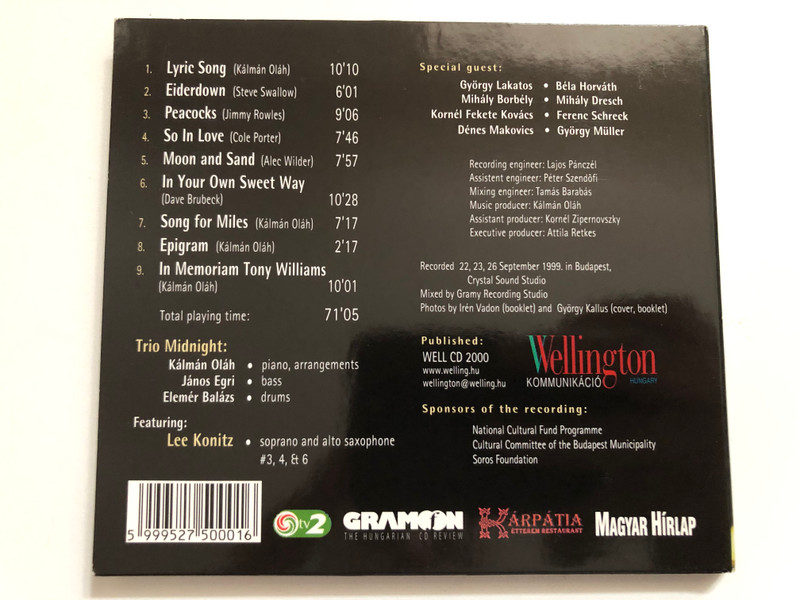 1. Lyric Song (Kálmán Oláh) 10'10
2. Eiderdown (Steve Swallow) 6'01
3. Peacocks (Jimmy Rowles) 9'06
4. So In Love (Cole Porter) 7'46
5. Moon and Sand (Alec Wilder) 7'57
6. In Your Own Sweet Way
(Dave Brubeck) 10'28
7. Song for Miles (Kálmán Oláh) 7'17
8. Epigram (Kálmán Oláh) 2'17
9. In Memoriam Tony Williams
(Kálmán Oláh) 10'01
Total playing time: 71'05
Trio Midnight:
Kálmán Oláh • piano, arrangements
János Egri • bass
Elemér Balázs • drums
Featuring:
Lee Konitz • soprano and alto saxophone
#3, 4, & 6
Special guest:
György Lakatos • Béla Horváth
Mihály Borbély • Mihály Dresch
Kornél Fekete Kovács • Ferenc Schreck
Dénes Makovics • György Müller
Recording engineer: Lajos Pánczél
Assistent engineer: Péter Szendőfi
Mixing engineer: Tamás Barabás
Music producer: Kálmán Oláh
Assistant producer: Kornél Zipernovszky
Executive producer: Attila Retkes
Recorded 22, 23, 26 September 1999. in Budapest,
Crystal Sound Studio
Mixed by Gramy Recording Studio
Photos by Irén Vadon (booklet) and György Kallus (cover, booklet)
Published:
WELL CD 2000
www.welling.hu
wellington@welling.hu
Wellington
KOMMUNIKÁCIÓ HUNGARY
Sponsors of the recording:
National Cultural Fund Programme
Cultural Committee of the Budapest Municipality
Soros Foundation
5 999527 500016
tv2
GRAMOFON
THE HUNGARIAN CD REVIEW
KÁRPÁTIA
ÉTTEREM RESTAURANT
MAGYAR HÍRLAP